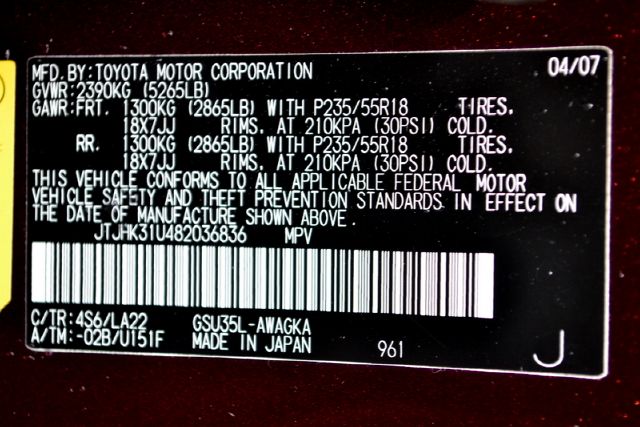 MFD. BY: TOYOTA MOTOR CORPORATION 04/07
GVWR: 2390KG (5265LB)
GAWR: FRT. 1300KG (2865LB) WITH P235/55R18 TIRES.
18X7JJ RIMS. AT 210KPA (30PSI) COLD.
RR. 1300KG (2865LB) WITH P235/55R18 TIRES.
18X7JJ RIMS. AT 210KPA (30PSI) COLD.
THIS VEHICLE CONFORMS TO ALL APPLICABLE FEDERAL MOTOR
VEHICLE SAFETY AND THEFT PREVENTION STANDARDS IN EFFECT ON
THE DATE OF MANUFACTURE SHOWN ABOVE.
JTJHK31U482036836 MPV
C/TR: 4S6/LA22 GSU35L-AWAGKA
A/TM: -02B/U151F MADE IN JAPAN 961 J